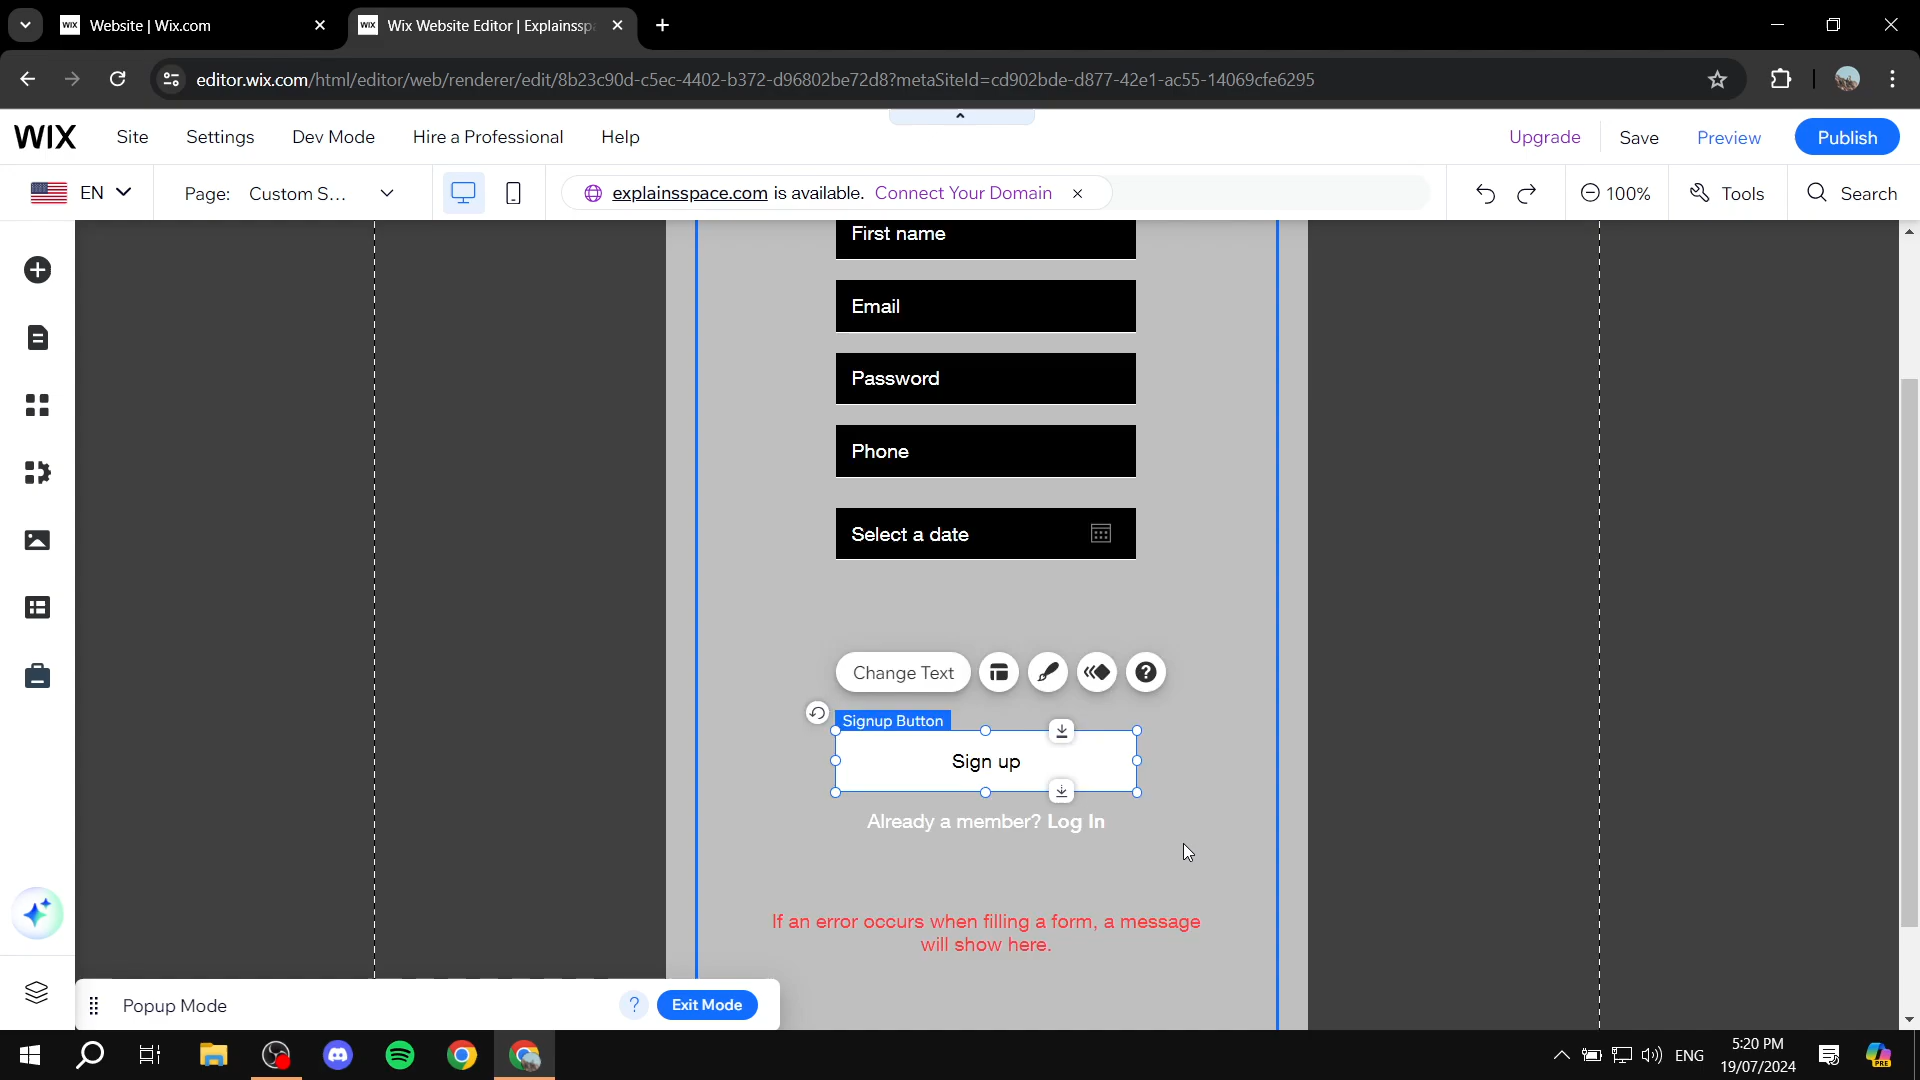 WIX Website | Wix.com
WIX Wix Website Editor | Explainssp
editor.wix.com/html/editor/web/renderer/edit/8b23c90d-c5ec-4402-b372-d96802be72d8?metaSiteId=cd902bde-d877-42e1-ac55-14069cfe6295
WIX Site Settings Dev Mode Hire a Professional Help Upgrade Save Preview Publish
EN Page: Custom S... explainsspace.com is available. Connect Your Domain 100% Tools Search
First name
Email
Password
Phone
Select a date
Change Text
Signup Button
Sign up
Already a member? Log In
If an error occurs when filling a form, a message
will show here.
Popup Mode ? Exit Mode
ENG
5:20 PM
19/07/2024
PRE